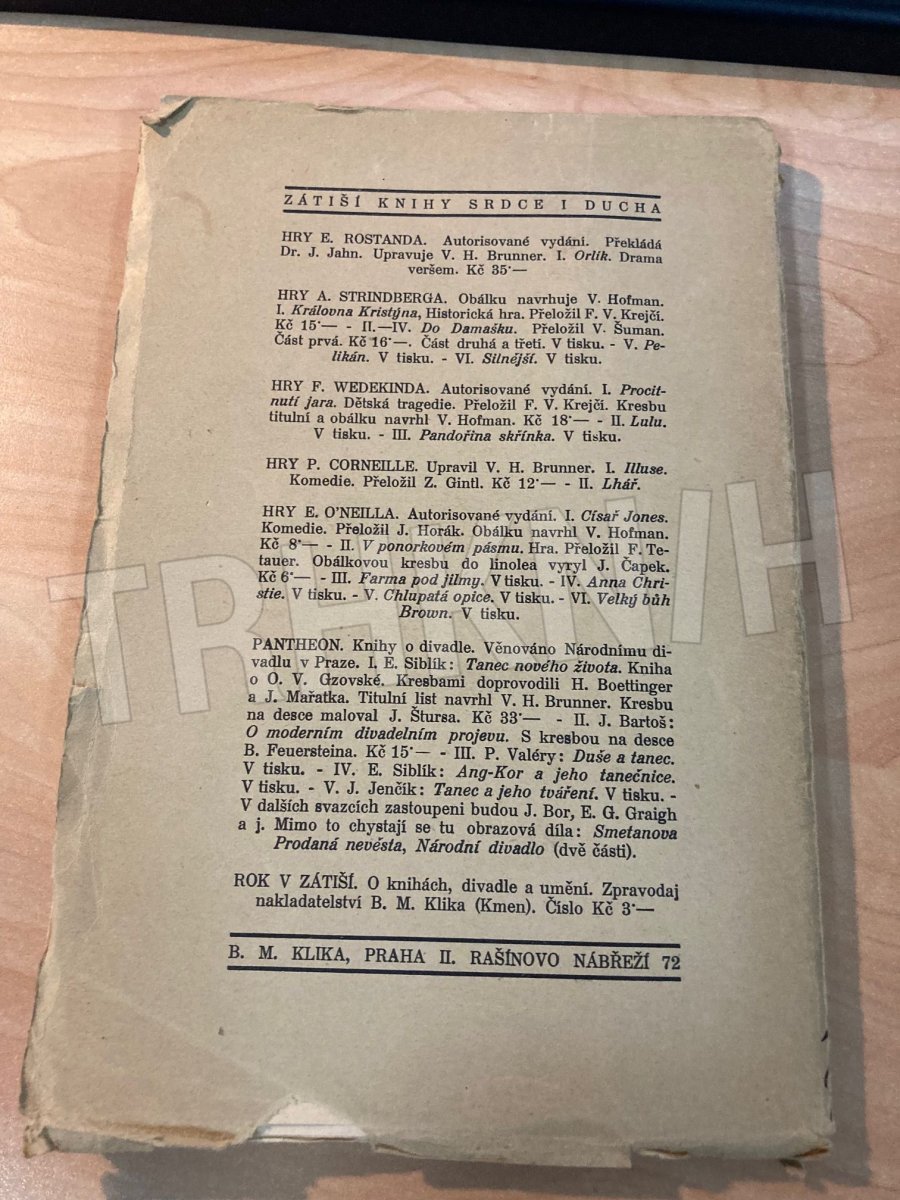 ZÁTIŠÍ KNIHY SRDCE I DUCHA
HRY E. ROSTANDA. Autorisované vydání. Překládá
Dr. J. Jahn. Upravuje V. H. Brunner. I. Orlík. Drama
veršem. Kč 35·—
HRY A. STRINDBERGA. Obálku navrhuje V. Hofman.
I. Královna Kristýna, Historická hra. Přeložil F. V. Krejčí.
Kč 15·— - II.—IV. Do Damašku. Přeložil V. Šuman.
Část prvá. Kč 16·—. Část druhá a třetí. V tisku. - V. Pe-
likán. V tisku. - VI. Silnější. V tisku.
HRY F. WEDEKINDA. Autorisované vydání. I. Procit-
nutí jara. Dětská tragedie. Přeložil F. V. Krejčí. Kresbu
titulní a obálku navrhl V. Hofman. Kč 18·— - II. Lulu.
V tisku. - III. Pandořina skřínka. V tisku.
HRY P. CORNEILLE. Upravil V. H. Brunner. I. Illuse.
Komedie. Přeložil Z. Gintl. Kč 12·— - II. Lhář.
HRY E. O'NEILLA. Autorisované vydání. I. Císař Jones.
Komedie. Přeložil J. Horák. Obálku navrhl V. Hofman.
Kč 8·— - II. V ponorkovém pásmu. Hra. Přeložil F. Te-
tauer. Obálkovou kresbu do linolea vyryl J. Čapek.
Kč 6·— - III. Farma pod jilmy. V tisku. - IV. Anna Chri-
stie. V tisku. - V. Chlupatá opice. V tisku. - VI. Velký bůh
Brown. V tisku.
PANTHEON. Knihy o divadle. Věnováno Národnímu di-
vadlu v Praze. I. E. Siblík: Tanec nového života. Kniha
o O. V. Gzovské. Kresbami doprovodili H. Boettinger
a J. Mařatka. Titulní list navrhl V. H. Brunner. Kresbu
na desce maloval J. Štursa. Kč 33·— - II. J. Bartoš:
O moderním divadelním projevu. S kresbou na desce
B. Feuersteina. Kč 15·— - III. P. Valéry: Duše a tanec.
V tisku. - IV. E. Siblík: Ang-Kor a jeho tanečnice.
V tisku. - V. J. Jenčík: Tanec a jeho tváření. V tisku. -
V dalších svazcích zastoupeni budou J. Bor, E. G. Graigh
a j. Mimo to chystají se tu obrazová díla: Smetanova
Prodaná nevěsta, Národní divadlo (dvě části).
ROK V ZÁTIŠÍ. O knihách, divadle a umění. Zpravodaj
nakladatelství B. M. Klika (Kmen). Číslo Kč 3·—
B. M. KLIKA, PRAHA II. RAŠÍNOVO NÁBŘEŽÍ 72
TRHKNIH